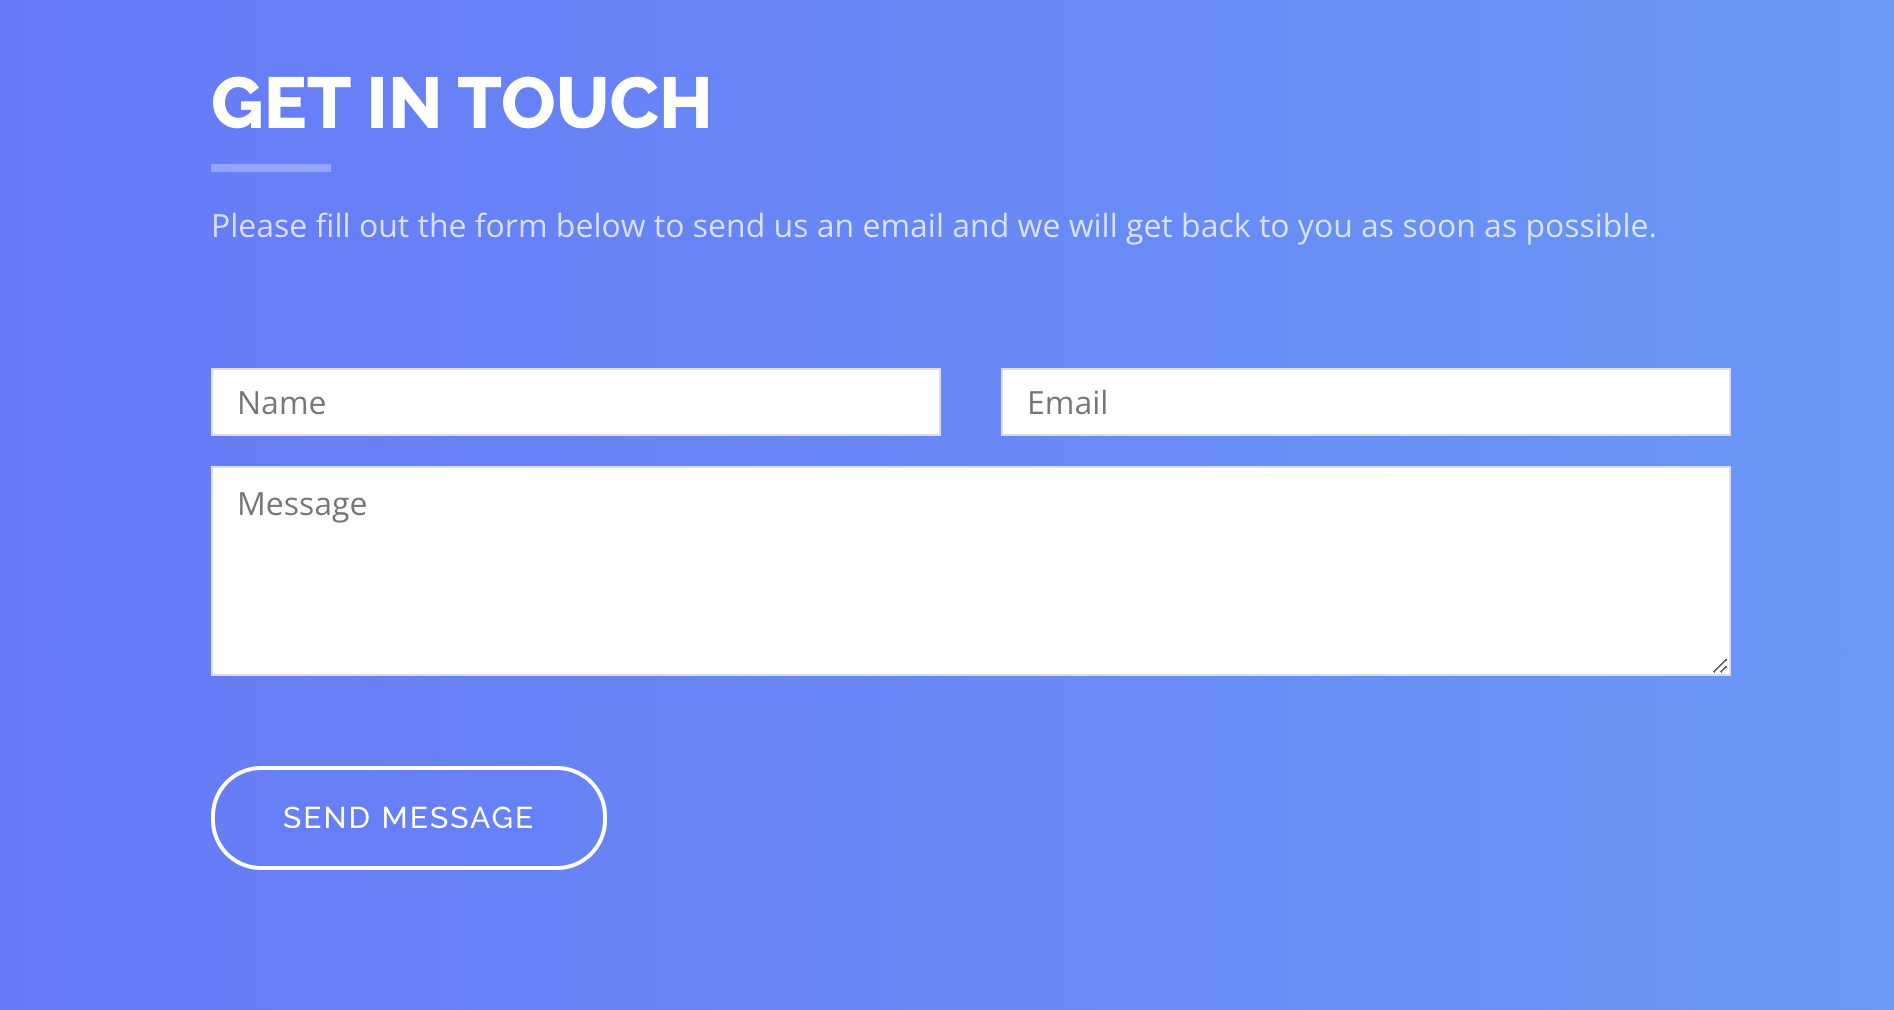 GET IN TOUCH
Please fill out the form below to send us an email and we will get back to you as soon as possible.
Name
Email
Message
SEND MESSAGE